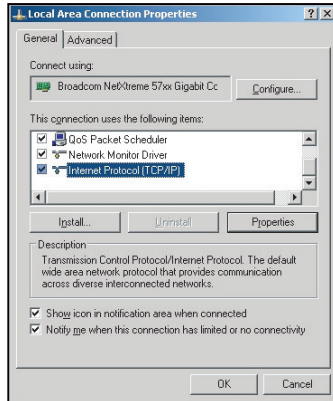 Local Area Connection Properties
General Advanced
Connect using:
Broadcom NetXtreme 57xx Gigabit Cc Configure...
This connection uses the following items:
QoS Packet Scheduler
Network Monitor Driver
Internet Protocol (TCP/IP)
Install... Uninstall Properties
Description
Transmission Control Protocol/Internet Protocol. The default
wide area network protocol that provides communication
across diverse interconnected networks.
Show icon in notification area when connected
Notify me when this connection has limited or no connectivity
OK Cancel